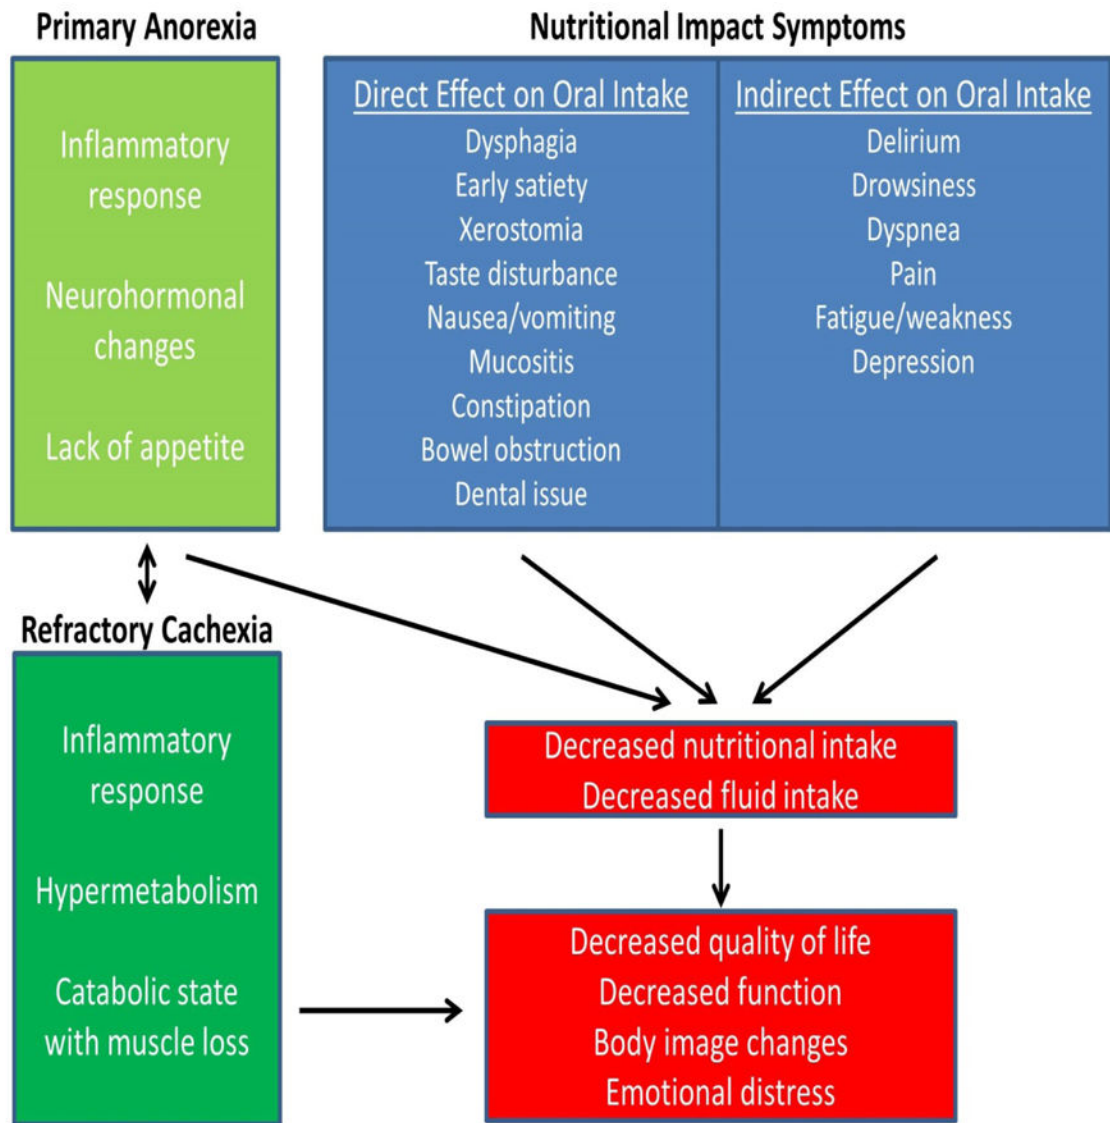 Primary Anorexia
Inflammatory
response
Neurohormonal
changes
Lack of appetite
Nutritional Impact Symptoms
Direct Effect on Oral Intake
Dysphagia
Early satiety
Xerostomia
Taste disturbance
Nausea/vomiting
Mucositis
Constipation
Bowel obstruction
Dental issue
Indirect Effect on Oral Intake
Delirium
Drowsiness
Dyspnea
Pain
Fatigue/weakness
Depression
Refractory Cachexia
Inflammatory
response
Hypermetabolism
Catabolic state
with muscle loss
Decreased nutritional intake
Decreased fluid intake
Decreased quality of life
Decreased function
Body image changes
Emotional distress